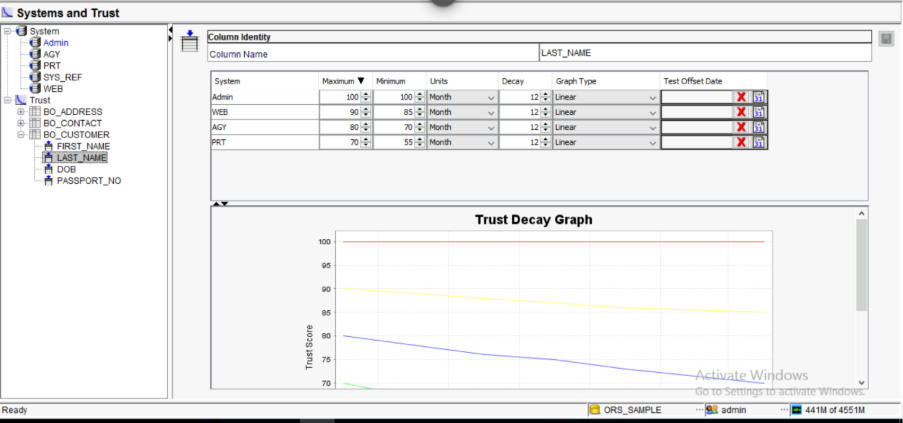 Systems and Trust
System
Admin
AGY
PRT
SYS_REF
WEB
Trust
BO_ADDRESS
BO_CONTACT
BO_CUSTOMER
FIRST_NAME
LAST_NAME
DOB
PASSPORT_NO
Column Identity
Column Name LAST_NAME
System Maximum ▼ Minimum Units Decay Graph Type Test Offset Date
Admin 100 100 Month 12 Linear 31
WEB 90 85 Month 12 Linear 31
AGY 80 70 Month 12 Linear 31
PRT 70 55 Month 12 Linear 31
Trust Decay Graph
100
95
90
85
80
75
70
Trust Score
Activate Windows
Go to Settings to activate Windows.
Ready ORS_SAMPLE admin 441M of 4551M